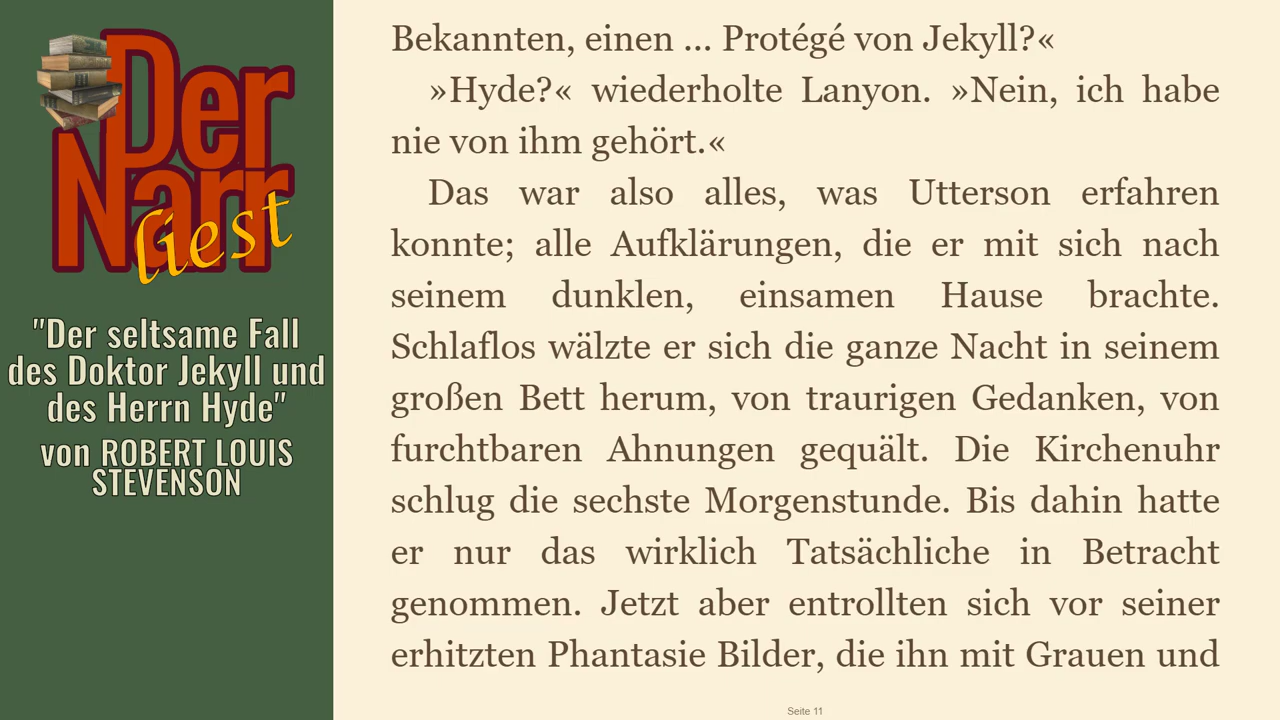 Der
Narr
liest
"Der seltsame Fall
des Doktor Jekyll und
des Herrn Hyde"
von ROBERT LOUIS
STEVENSON
Bekannten, einen ... Protégé von Jekyll?«
»Hyde?« wiederholte Lanyon. »Nein, ich habe
nie von ihm gehört.«
Das war also alles, was Utterson erfahren
konnte; alle Aufklärungen, die er mit sich nach
seinem dunklen, einsamen Hause brachte.
Schlaflos wälzte er sich die ganze Nacht in seinem
großen Bett herum, von traurigen Gedanken, von
furchtbaren Ahnungen gequält. Die Kirchenuhr
schlug die sechste Morgenstunde. Bis dahin hatte
er nur das wirklich Tatsächliche in Betracht
genommen. Jetzt aber entrollten sich vor seiner
erhitzten Phantasie Bilder, die ihn mit Grauen und
Seite 11